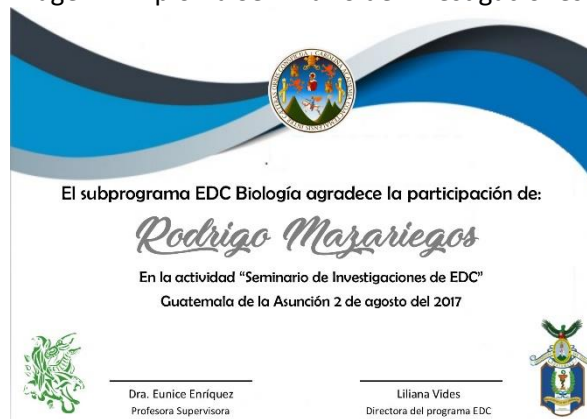 El subprograma EDC Biología agradece la participación de:
Rodrigo Mazariegos
En la actividad “Seminario de Investigaciones de EDC”
Guatemala de la Asunción 2 de agosto del 2017
Dra. Eunice Enríquez
Profesora Supervisora
Liliana Vides
Directora del programa EDC